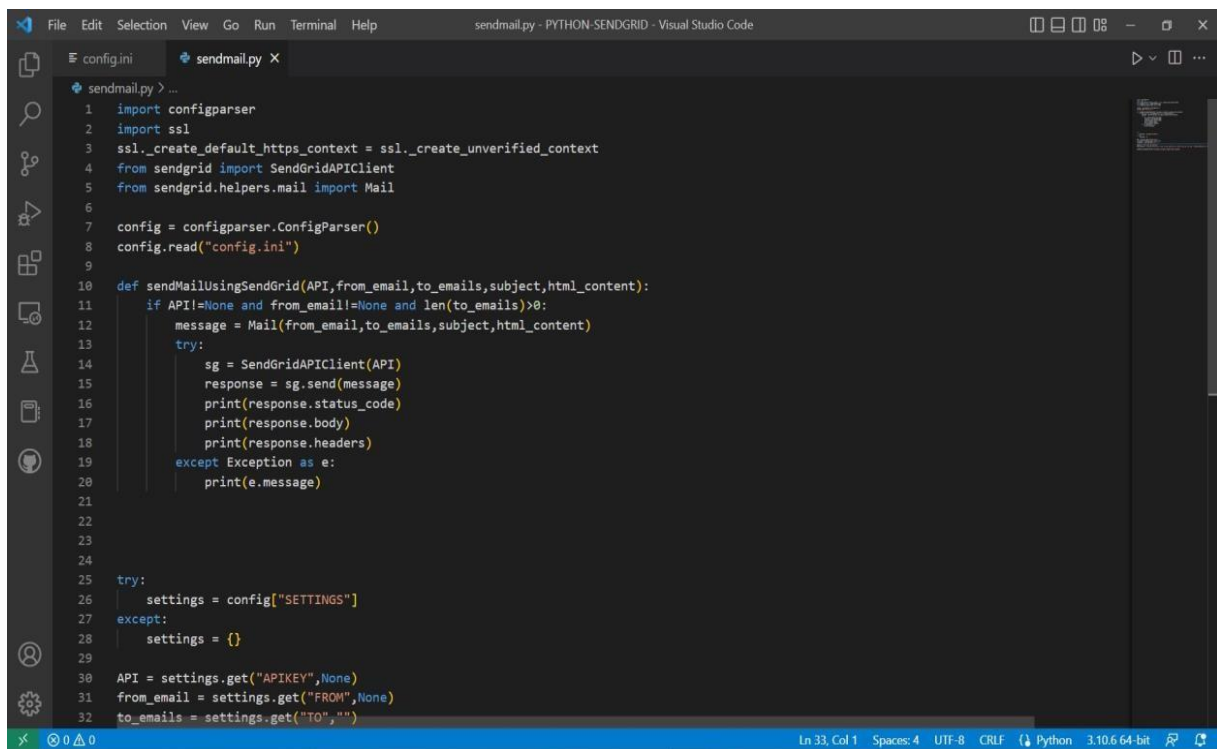 File Edit Selection View Go Run Terminal Help sendmail.py - PYTHON-SENDGRID - Visual Studio Code
config.ini sendmail.py
sendmail.py > ...
1 import configparser
2 import ssl
3 ssl._create_default_https_context = ssl._create_unverified_context
4 from sendgrid import SendGridAPIClient
5 from sendgrid.helpers.mail import Mail
6
7 config = configparser.ConfigParser()
8 config.read("config.ini")
9
10 def sendMailUsingSendGrid(API,from_email,to_emails,subject,html_content):
11     if API!=None and from_email!=None and len(to_emails)>0:
12         message = Mail(from_email,to_emails,subject,html_content)
13         try:
14             sg = SendGridAPIClient(API)
15             response = sg.send(message)
16             print(response.status_code)
17             print(response.body)
18             print(response.headers)
19         except Exception as e:
20             print(e.message)
21
22
23
24
25 try:
26     settings = config["SETTINGS"]
27 except:
28     settings = {}
29
30 API = settings.get("APIKEY",None)
31 from_email = settings.get("FROM",None)
32 to_emails = settings.get("TO","")
0 0 Ln 33, Col 1 Spaces: 4 UTF-8 CRLF Python 3.10.6 64-bit